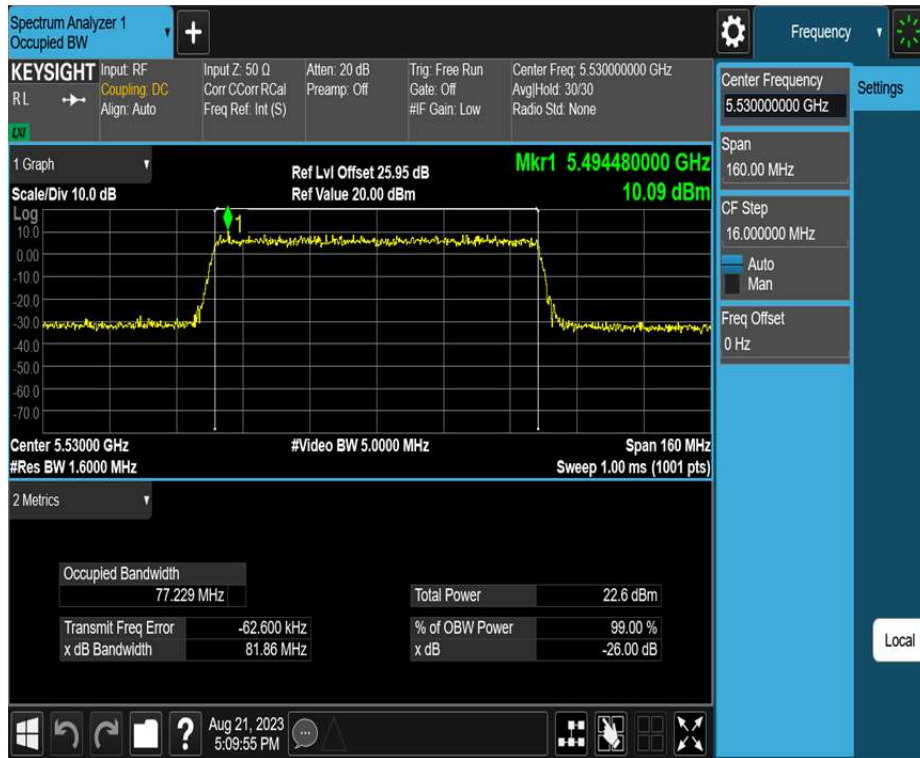 Spectrum Analyzer 1
Occupied BW
+
Frequency
KEYSIGHT
R L
LXI
Input: RF
Coupling: DC
Align: Auto
Input Z: 50 Ω
Corr CCorr RCal
Freq Ref: Int (S)
Atten: 20 dB
Preamp: Off
Trig: Free Run
Gate: Off
#IF Gain: Low
Center Freq: 5.530000000 GHz
Avg|Hold: 30/30
Radio Std: None
Center Frequency
5.53000000 GHz
Settings
Span
160.00 MHz
CF Step
16.000000 MHz
Auto
Man
Freq Offset
0 Hz
1 Graph
Scale/Div 10.0 dB
Ref Lvl Offset 25.95 dB
Ref Value 20.00 dBm
Mkr1 5.494480000 GHz
10.09 dBm
Log
10.0
0.00
-10.0
-20.0
-30.0
-40.0
-50.0
-60.0
-70.0
1
Center 5.53000 GHz
#Res BW 1.6000 MHz
#Video BW 5.0000 MHz
Span 160 MHz
Sweep 1.00 ms (1001 pts)
2 Metrics
Occupied Bandwidth
77.229 MHz
Transmit Freq Error -62.600 kHz
x dB Bandwidth 81.86 MHz
Total Power 22.6 dBm
% of OBW Power 99.00 %
x dB -26.00 dB
Local
?
Aug 21, 2023
5:09:55 PM